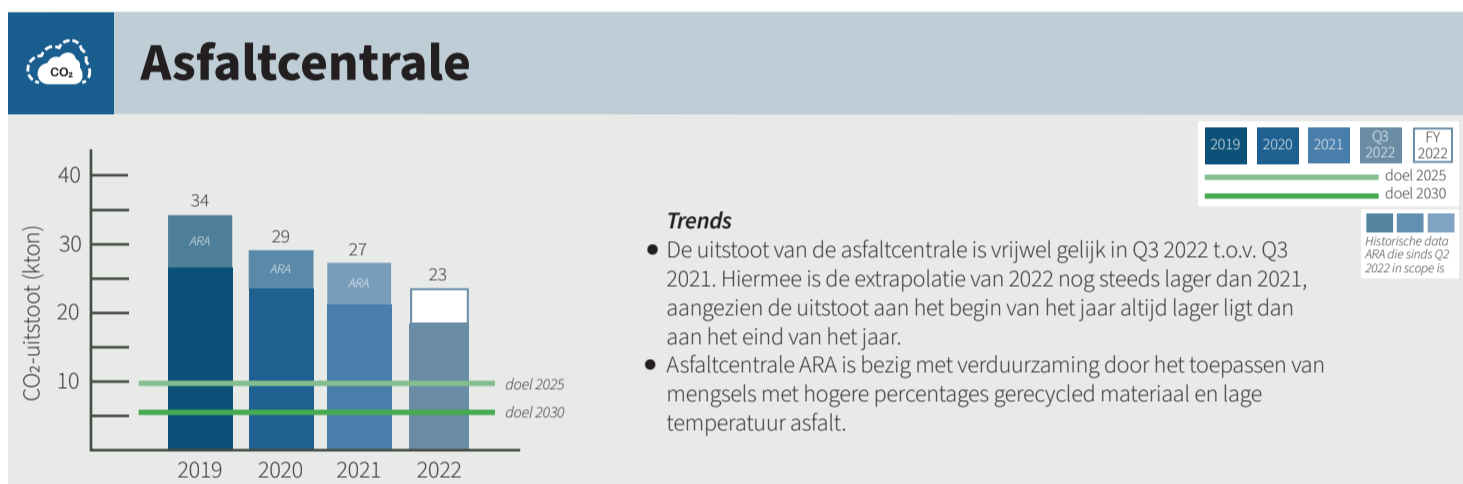 CO₂
Asfaltcentrale
2019
2020
2021
Q3
2022
FY
2022
doel 2025
doel 2030
Historische data
ARA die sinds Q2
2022 in scope is
CO₂-uitstoot (kton)
40
30
20
10
34
ARA
29
ARA
27
ARA
23
doel 2025
doel 2030
2019
2020
2021
2022
Trends
● De uitstoot van de asfaltcentrale is vrijwel gelijk in Q3 2022 t.o.v. Q3
2021. Hiermee is de extrapolatie van 2022 nog steeds lager dan 2021,
aangezien de uitstoot aan het begin van het jaar altijd lager ligt dan
aan het eind van het jaar.
● Asfaltcentrale ARA is bezig met verduurzaming door het toepassen van
mengsels met hogere percentages gerecycled materiaal en lage
temperatuur asfalt.